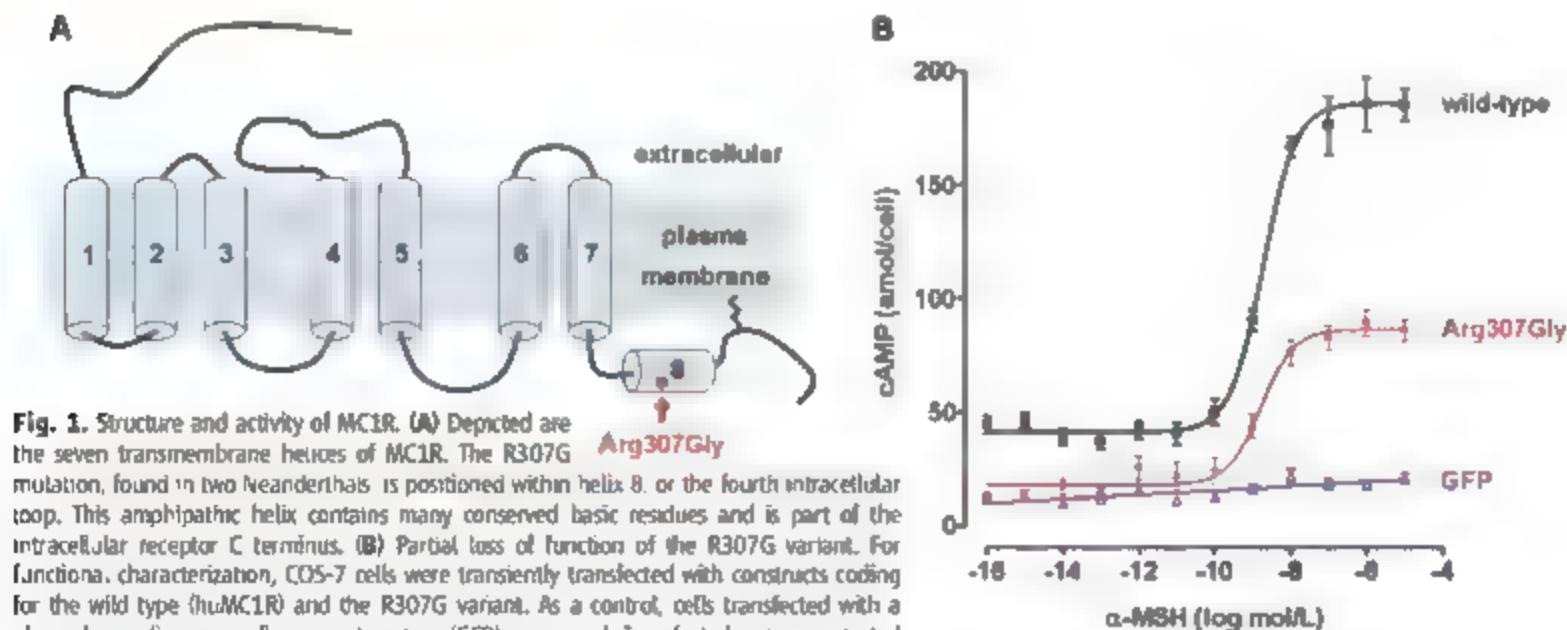 A
extracellular
plasma
membrane
1 2 3 4 5 6 7
8
Arg307Gly
Fig. 1. Structure and activity of MC1R. (A) Depicted are
the seven transmembrane helices of MC1R. The R307G
mutation, found in two Neanderthals is positioned within helix 8, or the fourth intracellular
loop. This amphipathic helix contains many conserved basic residues and is part of the
intracellular receptor C terminus. (B) Partial loss of function of the R307G variant. For
functional characterization, COS-7 cells were transiently transfected with constructs coding
for the wild type (huMC1R) and the R307G variant. As a control, cells transfected with a
B
200
150
100
50
0
cAMP (amol/cell)
wild-type
Arg307Gly
GFP
-16 -14 -12 -10 -8 -6 -4
α-MSH (log mol/L)